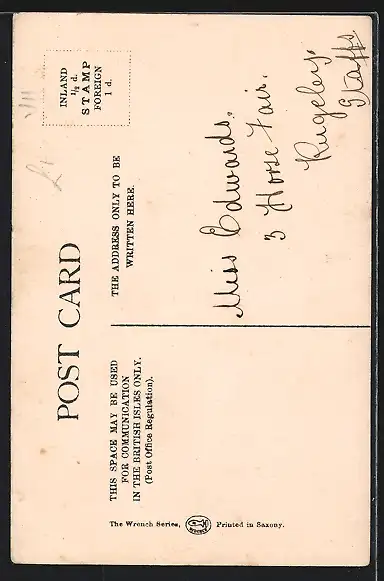 POST CARD
THIS SPACE MAY BE USED
FOR COMMUNICATION
IN THE BRITISH ISLES ONLY.
(Post Office Regulation).
THE ADDRESS ONLY TO BE
WRITTEN HERE.
INLAND
½ d.
STAMP
FOREIGN
1 d.
Miss Edwards.
3 Horse Fair.
Rugeley.
Staffs
The Wrench Series, Printed in Saxony.